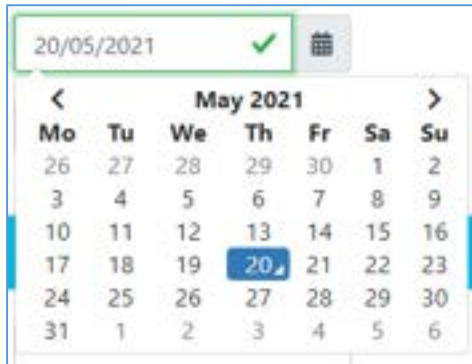 20/05/2021
May 2021
Mo Tu We Th Fr Sa Su
26 27 28 29 30 1 2
3 4 5 6 7 8 9
10 11 12 13 14 15 16
17 18 19 20 21 22 23
24 25 26 27 28 29 30
31 1 2 3 4 5 6